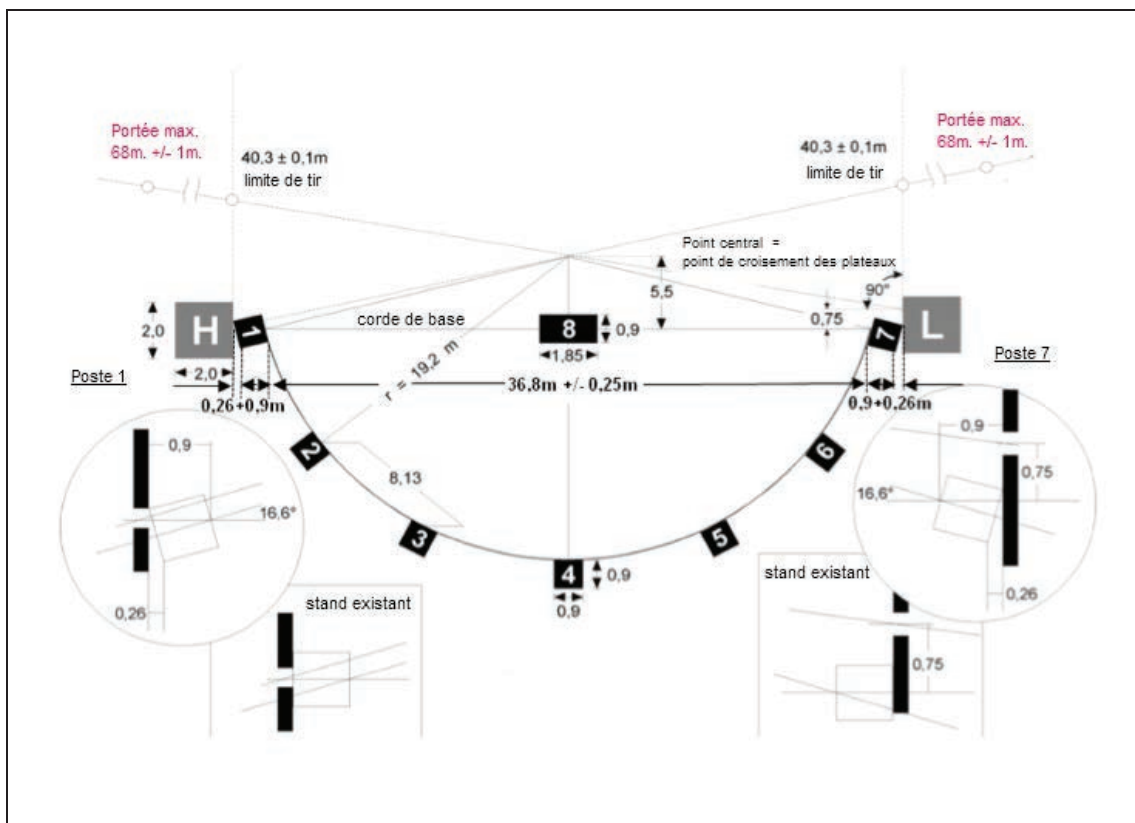 Portée max.
68m. +/- 1m.
Portée max.
68m. +/- 1m.
40,3 ± 0,1m
limite de tir
40,3 ± 0,1m
limite de tir
Point central =
point de croisement des plateaux
5,5
90°
2,0
H
1
corde de base
8
0,9
0,75
7
L
1,85
Poste 1
2,0
r = 19,2 m
36,8m +/- 0,25m
Poste 7
0,26+0,9m
0,9+0,26m
0,9
2
8,13
6
0,9
0,75
16,6°
16,6°
3
5
4
0,9
0,9
0,26
stand existant
stand existant
0,26
0,75